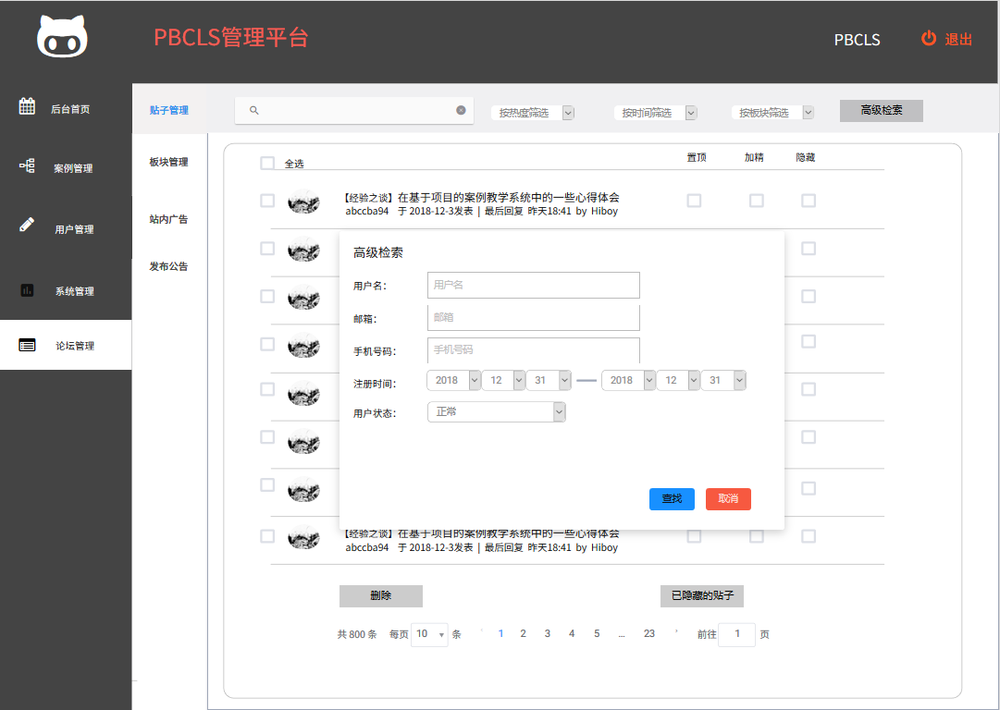 PBCLS管理平台
PBCLS
退出
后台首页
案例管理
用户管理
系统管理
论坛管理
贴子管理
板块管理
站内广告
发布公告
按热度筛选
按时间筛选
按板块筛选
高级检索
全选
置顶
加精
隐藏
【经验之谈】在基于项目的案例教学系统中的一些心得体会
abccba94 于 2018-12-3发表 | 最后回复 昨天18:41 by Hiboy
高级检索
用户名：
用户名
邮箱：
邮箱
手机号码：
手机号码
注册时间：
2018 12 31 — 2018 12 31
用户状态：
正常
查找
取消
【经验之谈】在基于项目的案例教学系统中的一些心得体会
abccba94 于 2018-12-3发表 | 最后回复 昨天18:41 by Hiboy
删除
已隐藏的贴子
共 800 条 每页 10 条 1 2 3 4 5 ... 23 前往 1 页